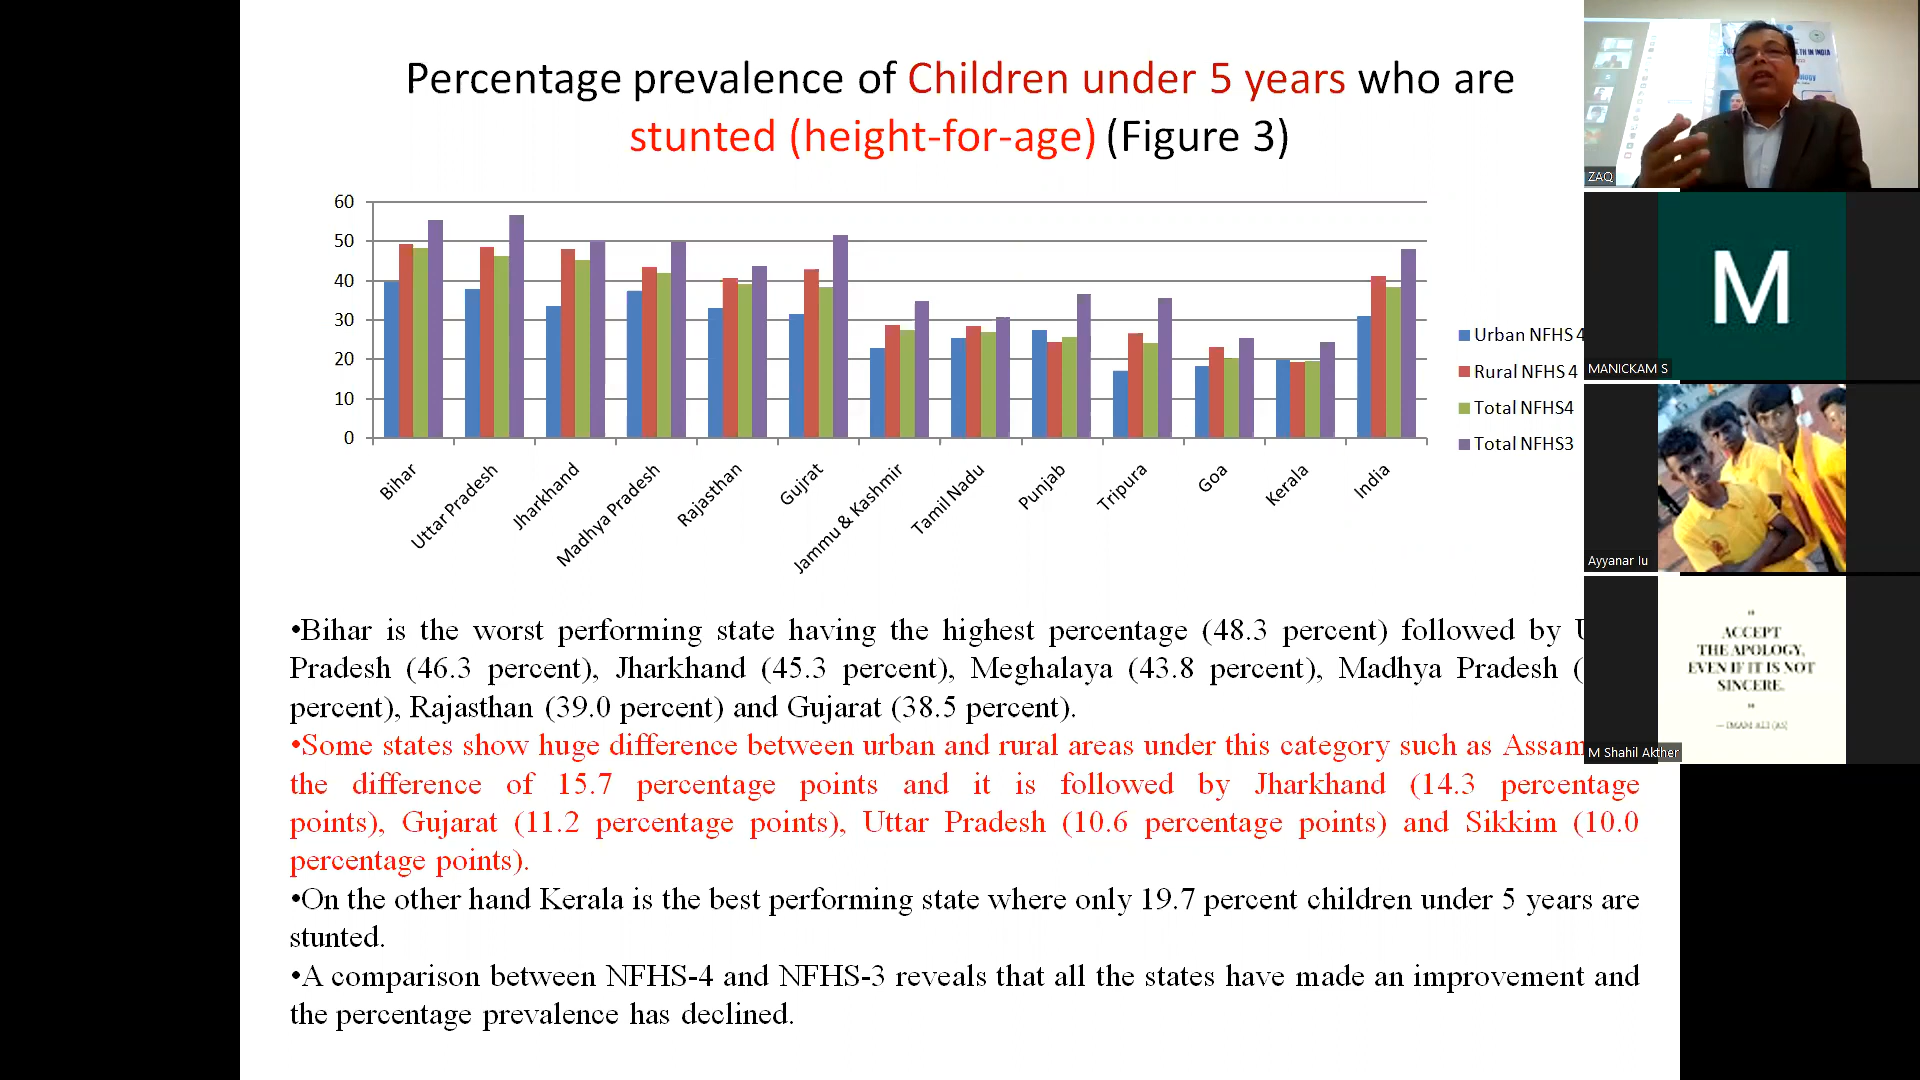 Percentage prevalence of Children under 5 years who are
stunted (height-for-age) (Figure 3)
60
50
40
30
20
10
0
Bihar
Uttar Pradesh
Jharkhand
Madhya Pradesh
Rajasthan
Gujrat
Jammu & Kashmir
Tamil Nadu
Punjab
Tripura
Goa
Kerala
India
Urban NFHS 4
Rural NFHS 4
Total NFHS4
Total NFHS3
•Bihar is the worst performing state having the highest percentage (48.3 percent) followed by
Pradesh (46.3 percent), Jharkhand (45.3 percent), Meghalaya (43.8 percent), Madhya Pradesh (
percent), Rajasthan (39.0 percent) and Gujarat (38.5 percent).
•Some states show huge difference between urban and rural areas under this category such as Assam
the difference of 15.7 percentage points and it is followed by Jharkhand (14.3 percentage
points), Gujarat (11.2 percentage points), Uttar Pradesh (10.6 percentage points) and Sikkim (10.0
percentage points).
•On the other hand Kerala is the best performing state where only 19.7 percent children under 5 years are
stunted.
•A comparison between NFHS-4 and NFHS-3 reveals that all the states have made an improvement and
the percentage prevalence has declined.
ZAQ
M
MANICKAM S
Ayyanar Iu
"
ACCEPT
THE APOLOGY,
EVEN IF IT IS NOT
SINCERE.
"
— IMAM ALI (AS)
M Shahil Akther